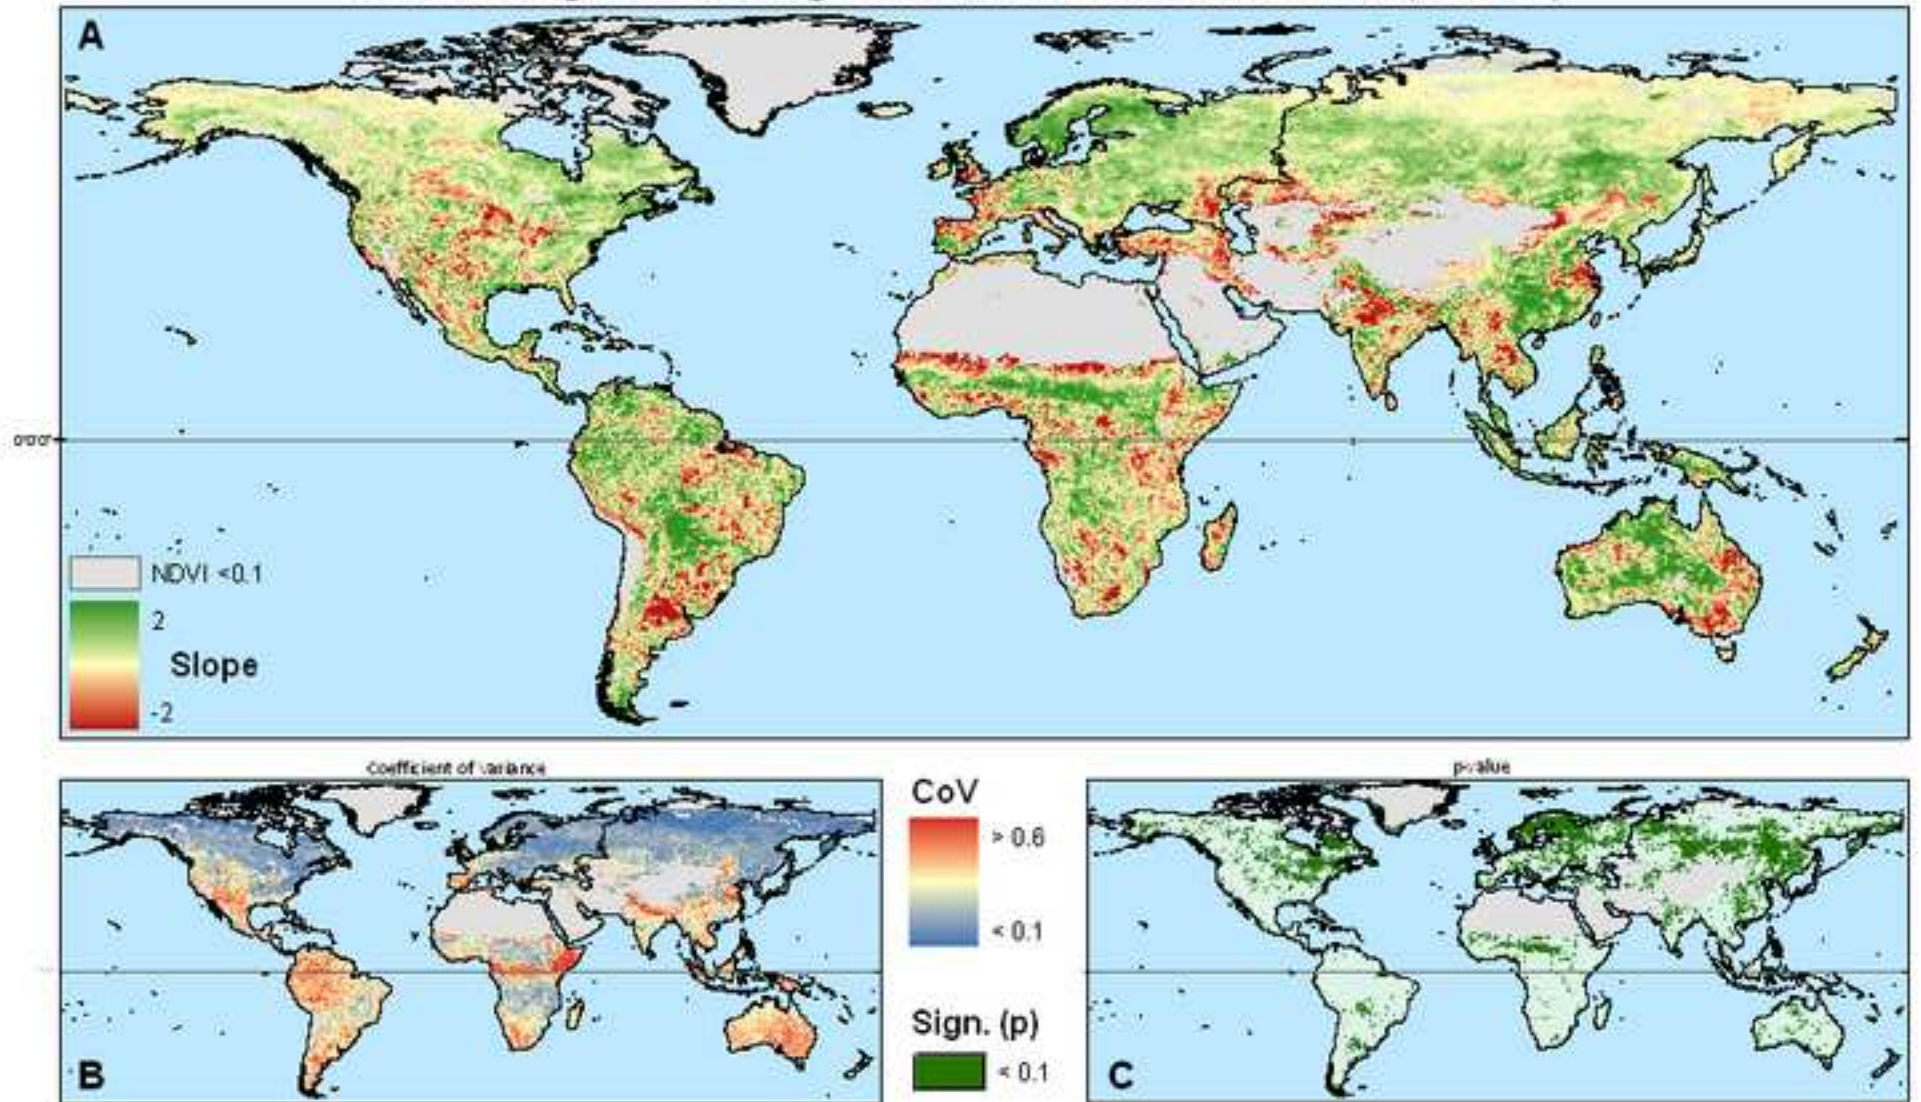 A
0°0'0"
NDVI <0.1
2
Slope
-2
Coefficient of variance
p-value
CoV
> 0.6
< 0.1
Sign. (p)
< 0.1
B
C